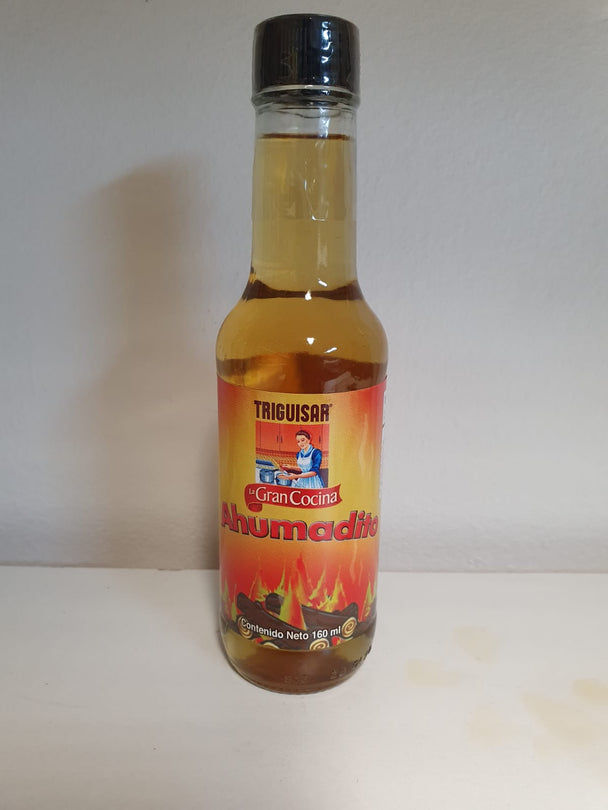 TRIGUISAR®
La Gran Cocina
Ahumadito
Contenido Neto 160 ml